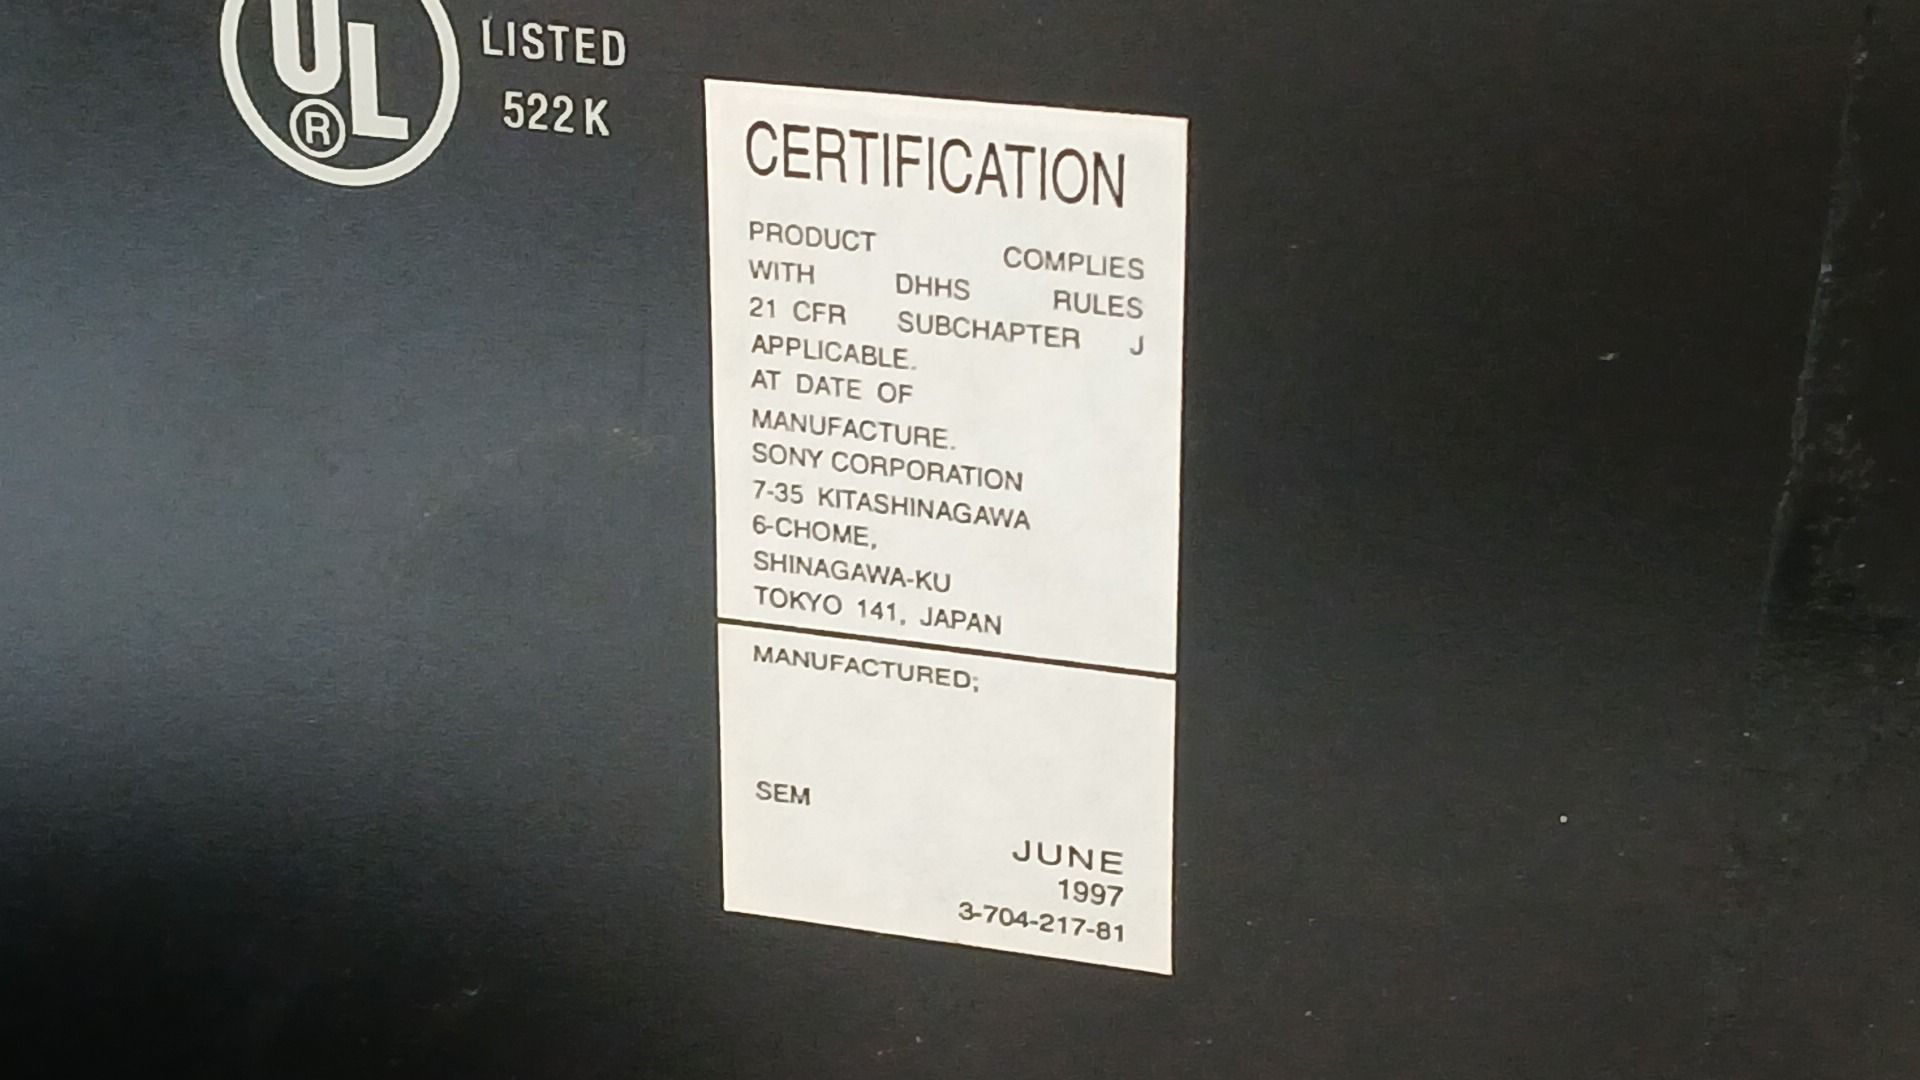 UL
®
LISTED
522K
CERTIFICATION
PRODUCT COMPLIES
WITH DHHS RULES
21 CFR SUBCHAPTER J
APPLICABLE.
AT DATE OF
MANUFACTURE.
SONY CORPORATION
7-35 KITASHINAGAWA
6-CHOME,
SHINAGAWA-KU
TOKYO 141, JAPAN
MANUFACTURED;
SEM
JUNE
1997
3-704-217-81